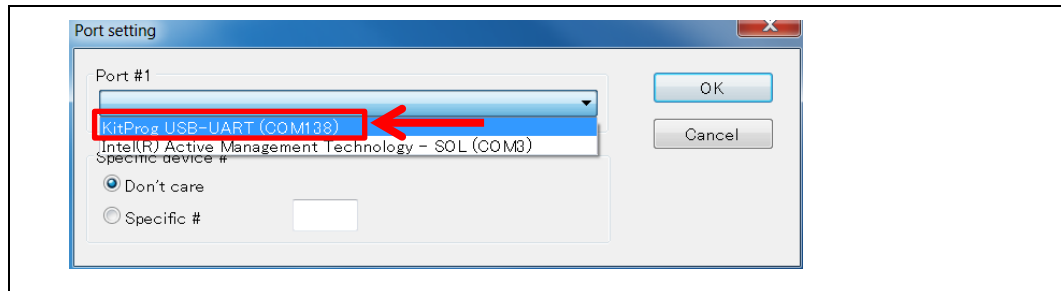 Port setting
Port #1
OK
KitProg USB-UART (COM138)
Intel(R) Active Management Technology - SOL (COM3)
Cancel
Specific device #
Don't care
Specific #